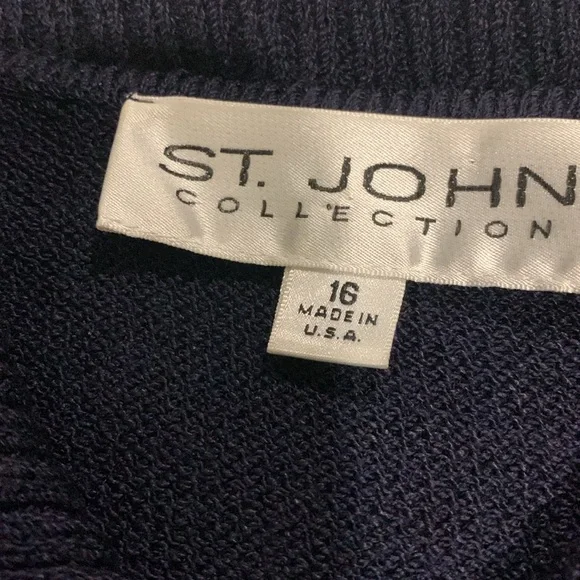 ST. JOHN
COLLECTION
16
MADE IN
U.S.A.